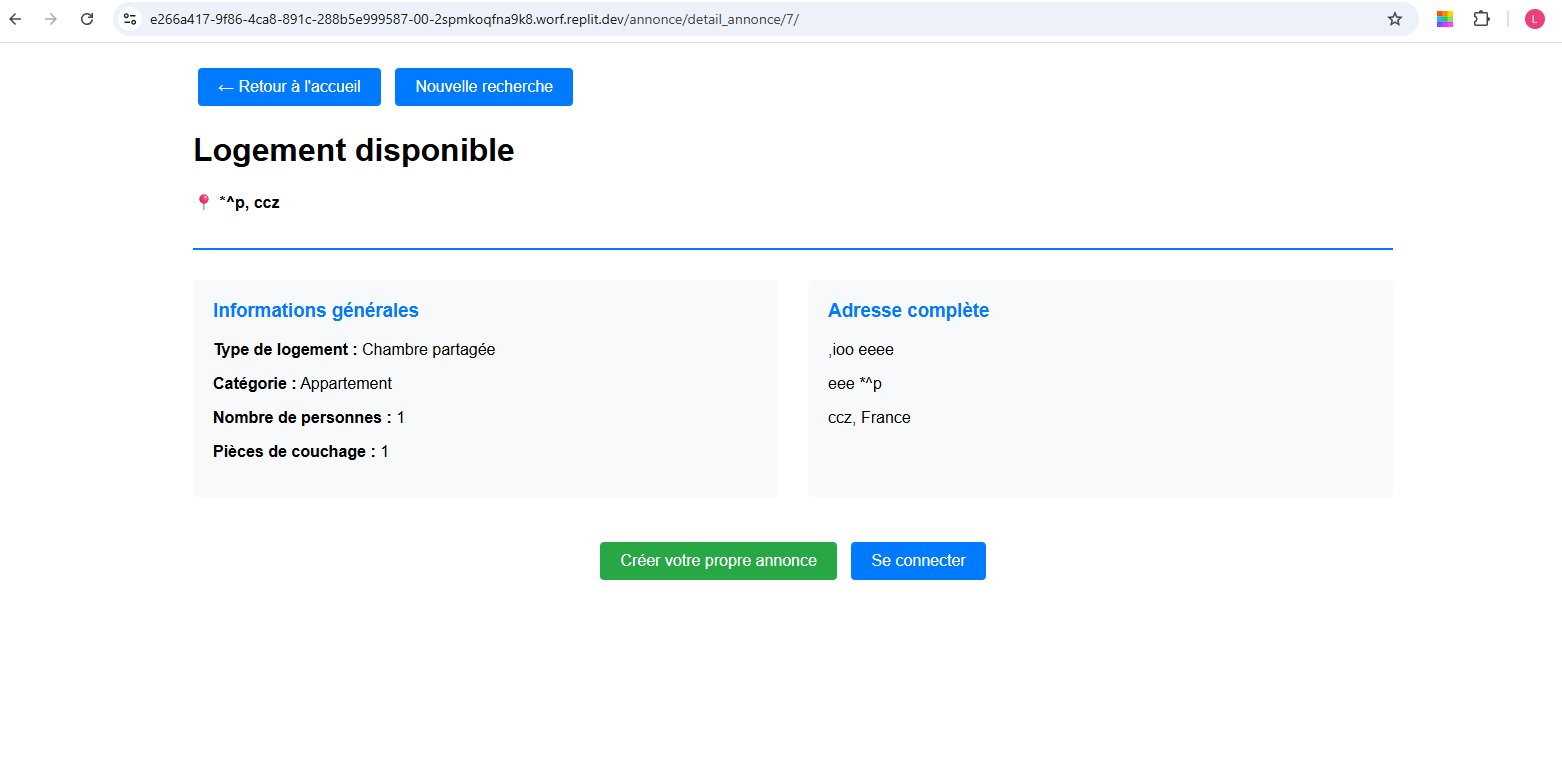 e266a417-9f86-4ca8-891c-288b5e999587-00-2spmkoqfna9k8.worf.replit.dev/annonce/detail_annonce/7/
L
← Retour à l'accueil
Nouvelle recherche
Logement disponible
*^p, ccz
Informations générales
Type de logement : Chambre partagée
Catégorie : Appartement
Nombre de personnes : 1
Pièces de couchage : 1
Adresse complète
,ioo eeee
eee *^p
ccz, France
Créer votre propre annonce
Se connecter